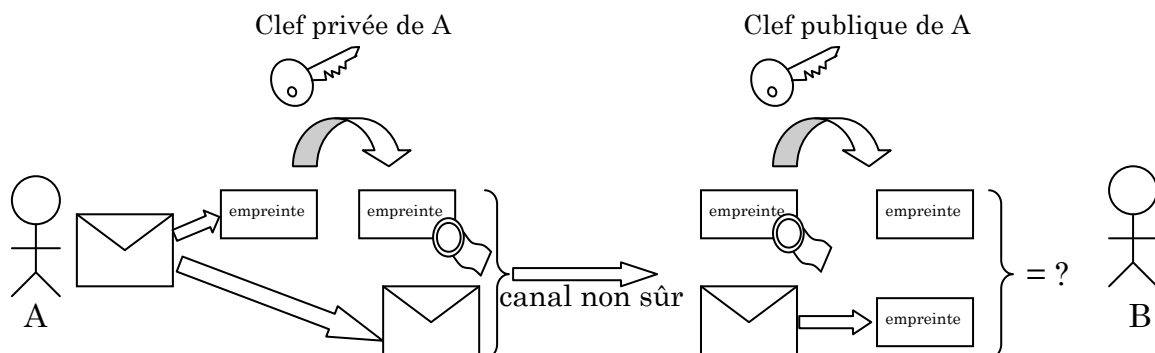 Clef privée de A
Clef publique de A
empreinte
empreinte
empreinte
empreinte
= ?
canal non sûr
A
B
empreinte